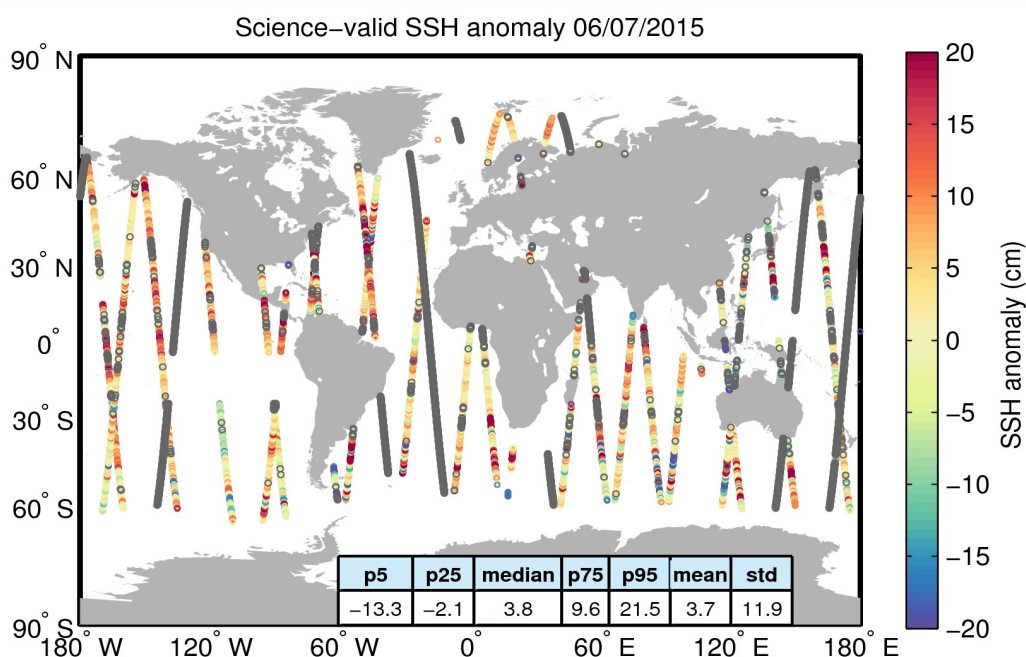 Science−valid SSH anomaly 06/07/2015
90° N
60° N
30° N
0°
30° S
60° S
90° S
180° W
120° W
60° W
0°
60° E
120° E
180° E
p5 p25 median p75 p95 mean std
−13.3 −2.1 3.8 9.6 21.5 3.7 11.9
20
15
10
5
0
−5
−10
−15
−20
SSH anomaly (cm)